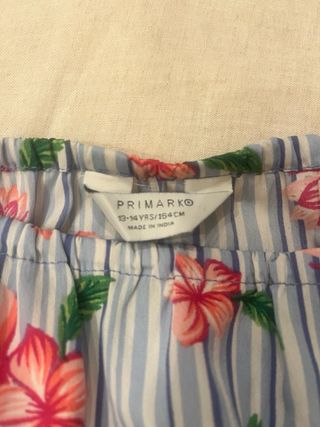 PRIMARK®
13-14 YRS/164CM
MADE IN INDIA